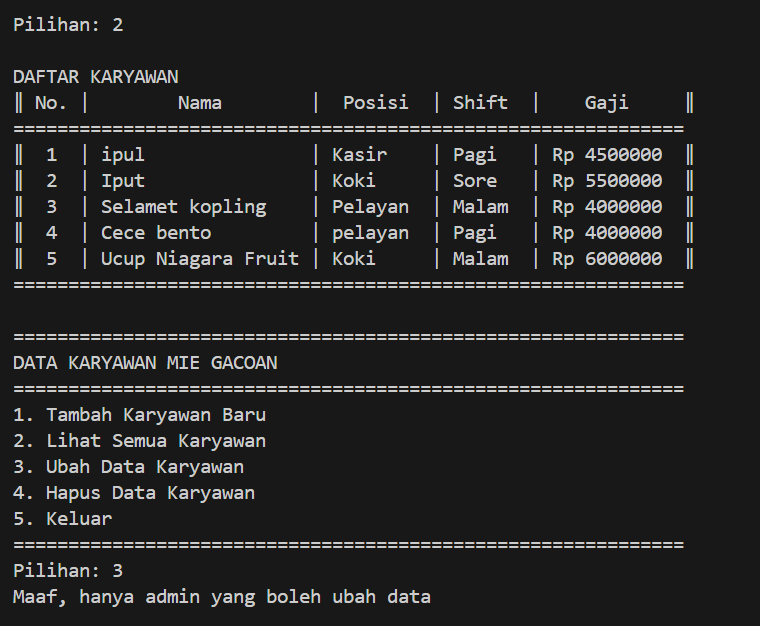 Pilihan: 2
DAFTAR KARYAWAN
‖ No. |        Nama        |  Posisi  | Shift  |    Gaji     ‖
=============================================================
‖  1  | ipul               | Kasir    | Pagi   | Rp 4500000  ‖
‖  2  | Iput               | Koki     | Sore   | Rp 5500000  ‖
‖  3  | Selamet kopling    | Pelayan  | Malam  | Rp 4000000  ‖
‖  4  | Cece bento         | pelayan  | Pagi   | Rp 4000000  ‖
‖  5  | Ucup Niagara Fruit | Koki     | Malam  | Rp 6000000  ‖
=============================================================
=============================================================
DATA KARYAWAN MIE GACOAN
=============================================================
1. Tambah Karyawan Baru
2. Lihat Semua Karyawan
3. Ubah Data Karyawan
4. Hapus Data Karyawan
5. Keluar
=============================================================
Pilihan: 3
Maaf, hanya admin yang boleh ubah data